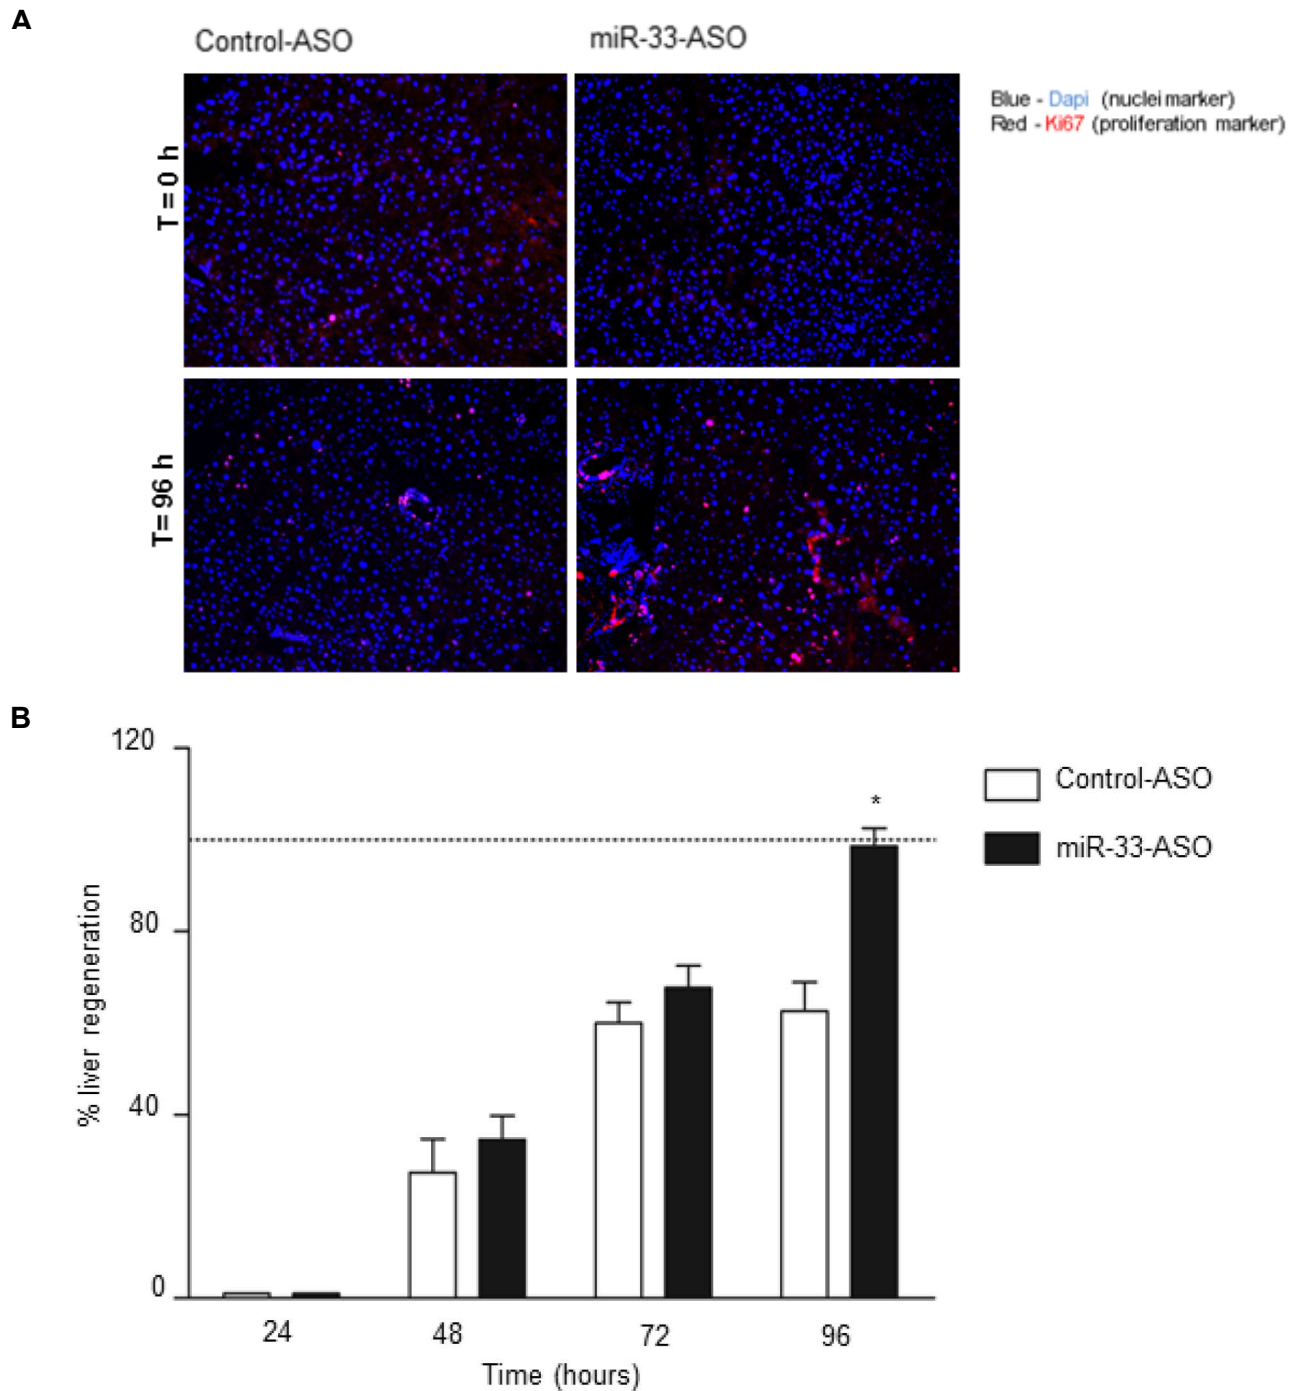 A
Control-ASO
miR-33-ASO
Blue - Dapi (nuclei marker)
Red - Ki67 (proliferation marker)
T = 0 h
T= 96 h
B
120
80
40
0
% liver regeneration
*
Control-ASO
miR-33-ASO
24
48
72
96
Time (hours)